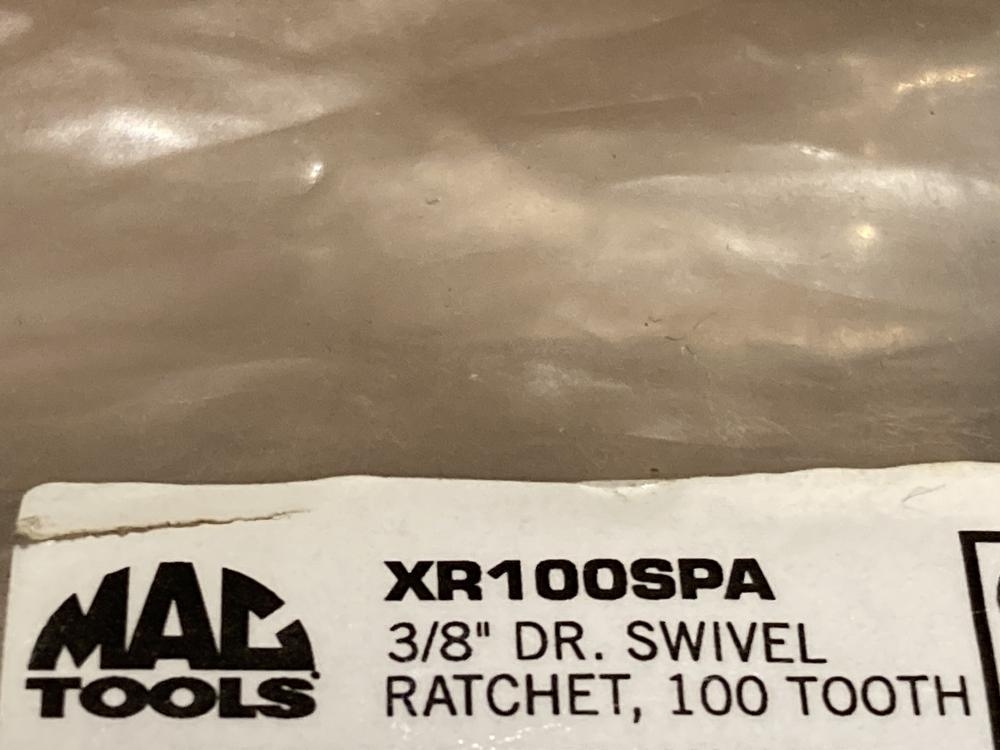 MAC
TOOLS
XR100SPA
3/8" DR. SWIVEL
RATCHET, 100 TOOTH